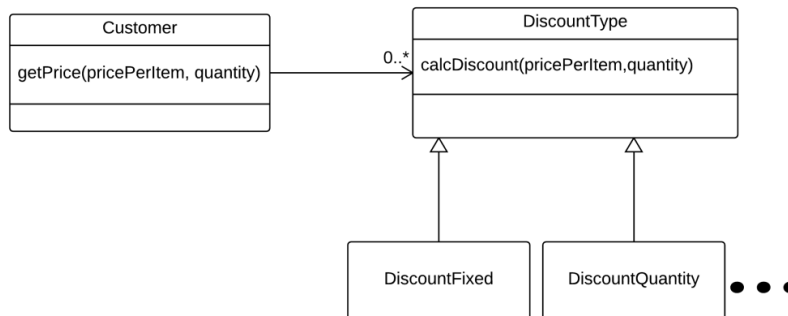 Customer
getPrice(pricePerItem, quantity)
0..*
DiscountType
calcDiscount(pricePerItem,quantity)
DiscountFixed
DiscountQuantity